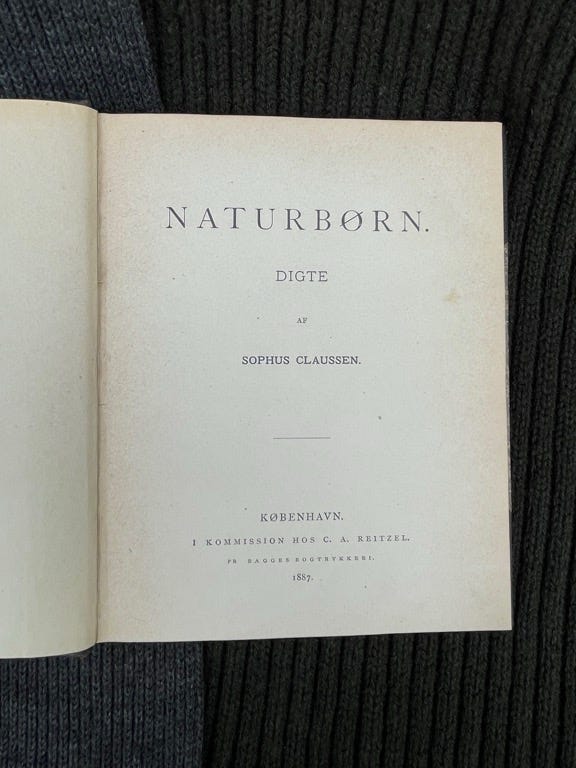 NATURBØRN.
DIGTE
AF
SOPHUS CLAUSSEN.
KØBENHAVN.
I KOMMISSION HOS C. A. REITZEL.
FR BAGGES BOGTRYKKERI.
1887.